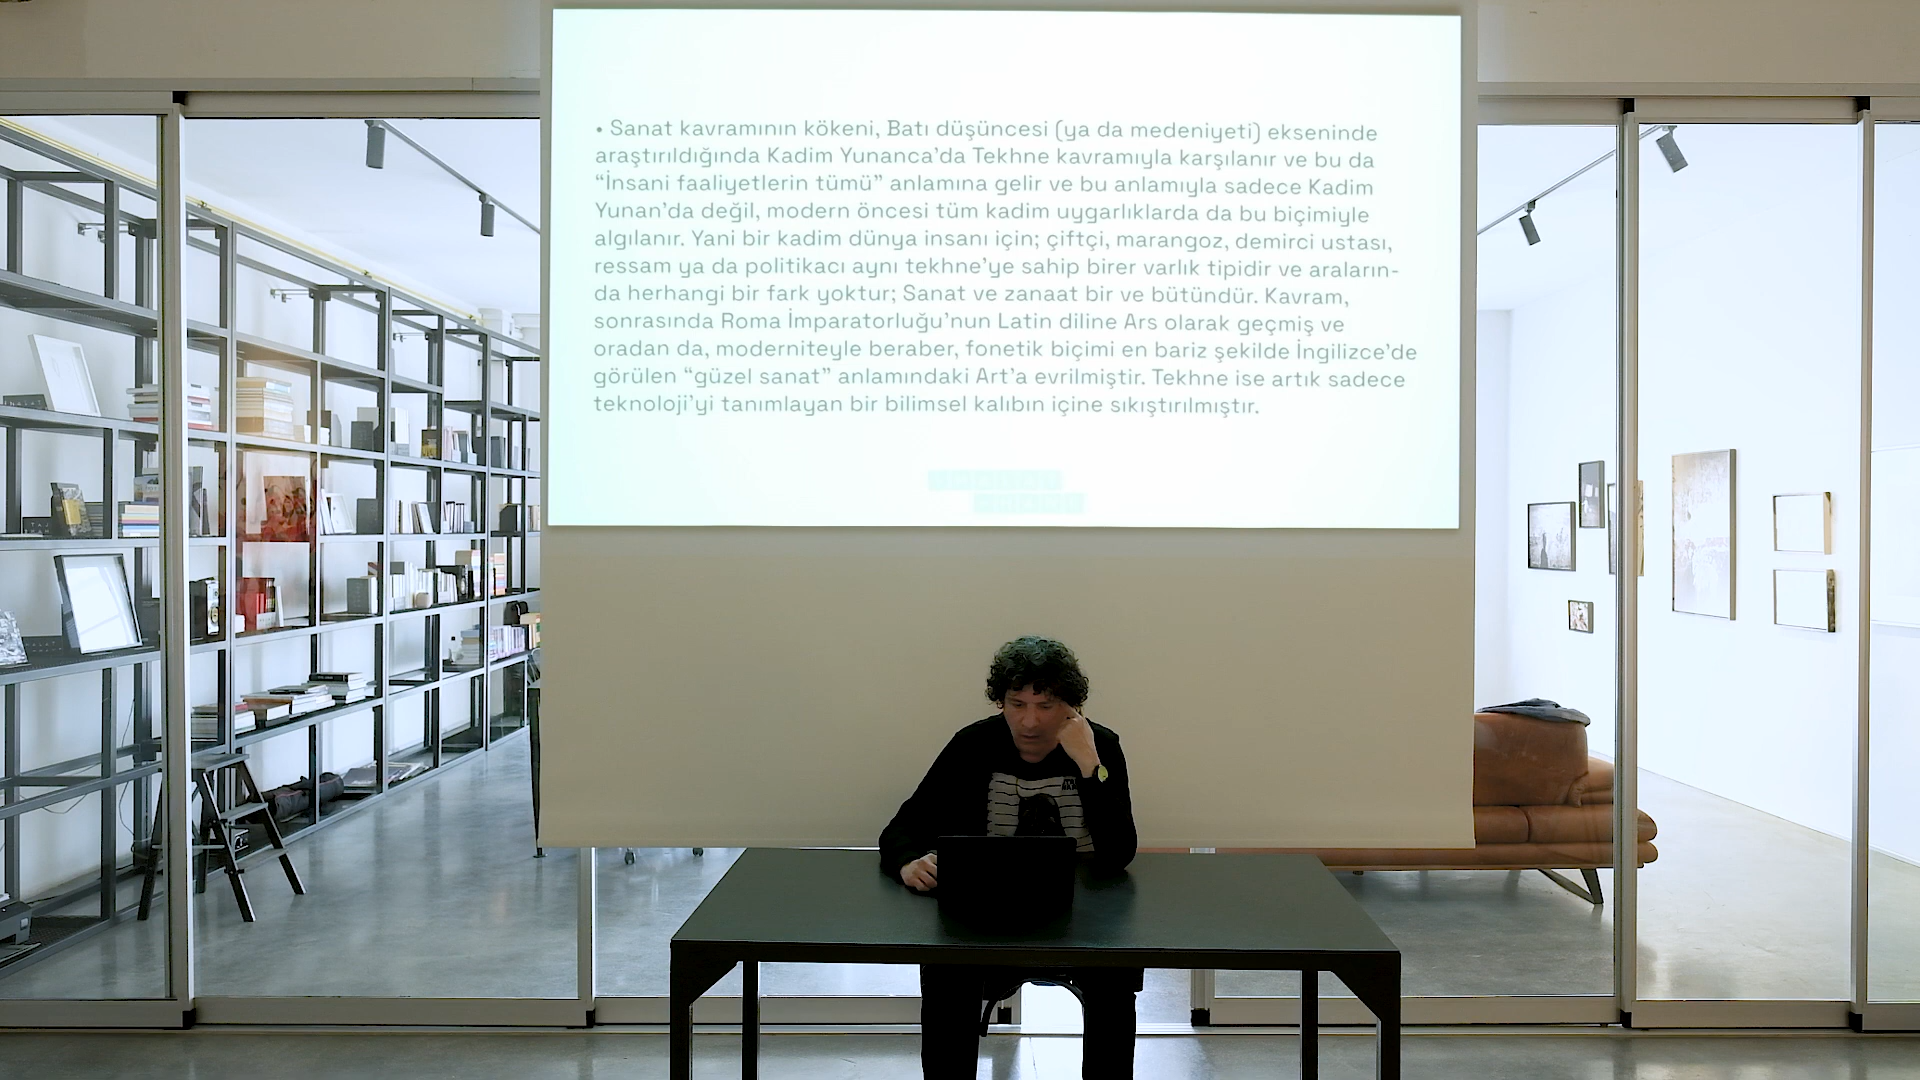 • Sanat kavramının kökeni, Batı düşüncesi (ya da medeniyeti) ekseninde
araştırıldığında Kadim Yunanca’da Tekhne kavramıyla karşılanır ve bu da
“İnsani faaliyetlerin tümü” anlamına gelir ve bu anlamıyla sadece Kadim
Yunan’da değil, modern öncesi tüm kadim uygarlıklarda da bu biçimiyle
algılanır. Yani bir kadim dünya insanı için; çiftçi, marangoz, demirci ustası,
ressam ya da politikacı aynı tekhne’ye sahip birer varlık tipidir ve araların-
da herhangi bir fark yoktur; Sanat ve zanaat bir ve bütündür. Kavram,
sonrasında Roma İmparatorluğu’nun Latin diline Ars olarak geçmiş ve
oradan da, moderniteyle beraber, fonetik biçimi en bariz şekilde İngilizce’de
görülen “güzel sanat” anlamındaki Art’a evrilmiştir. Tekhne ise artık sadece
teknoloji’yi tanımlayan bir bilimsel kalıbın içine sıkıştırılmıştır.